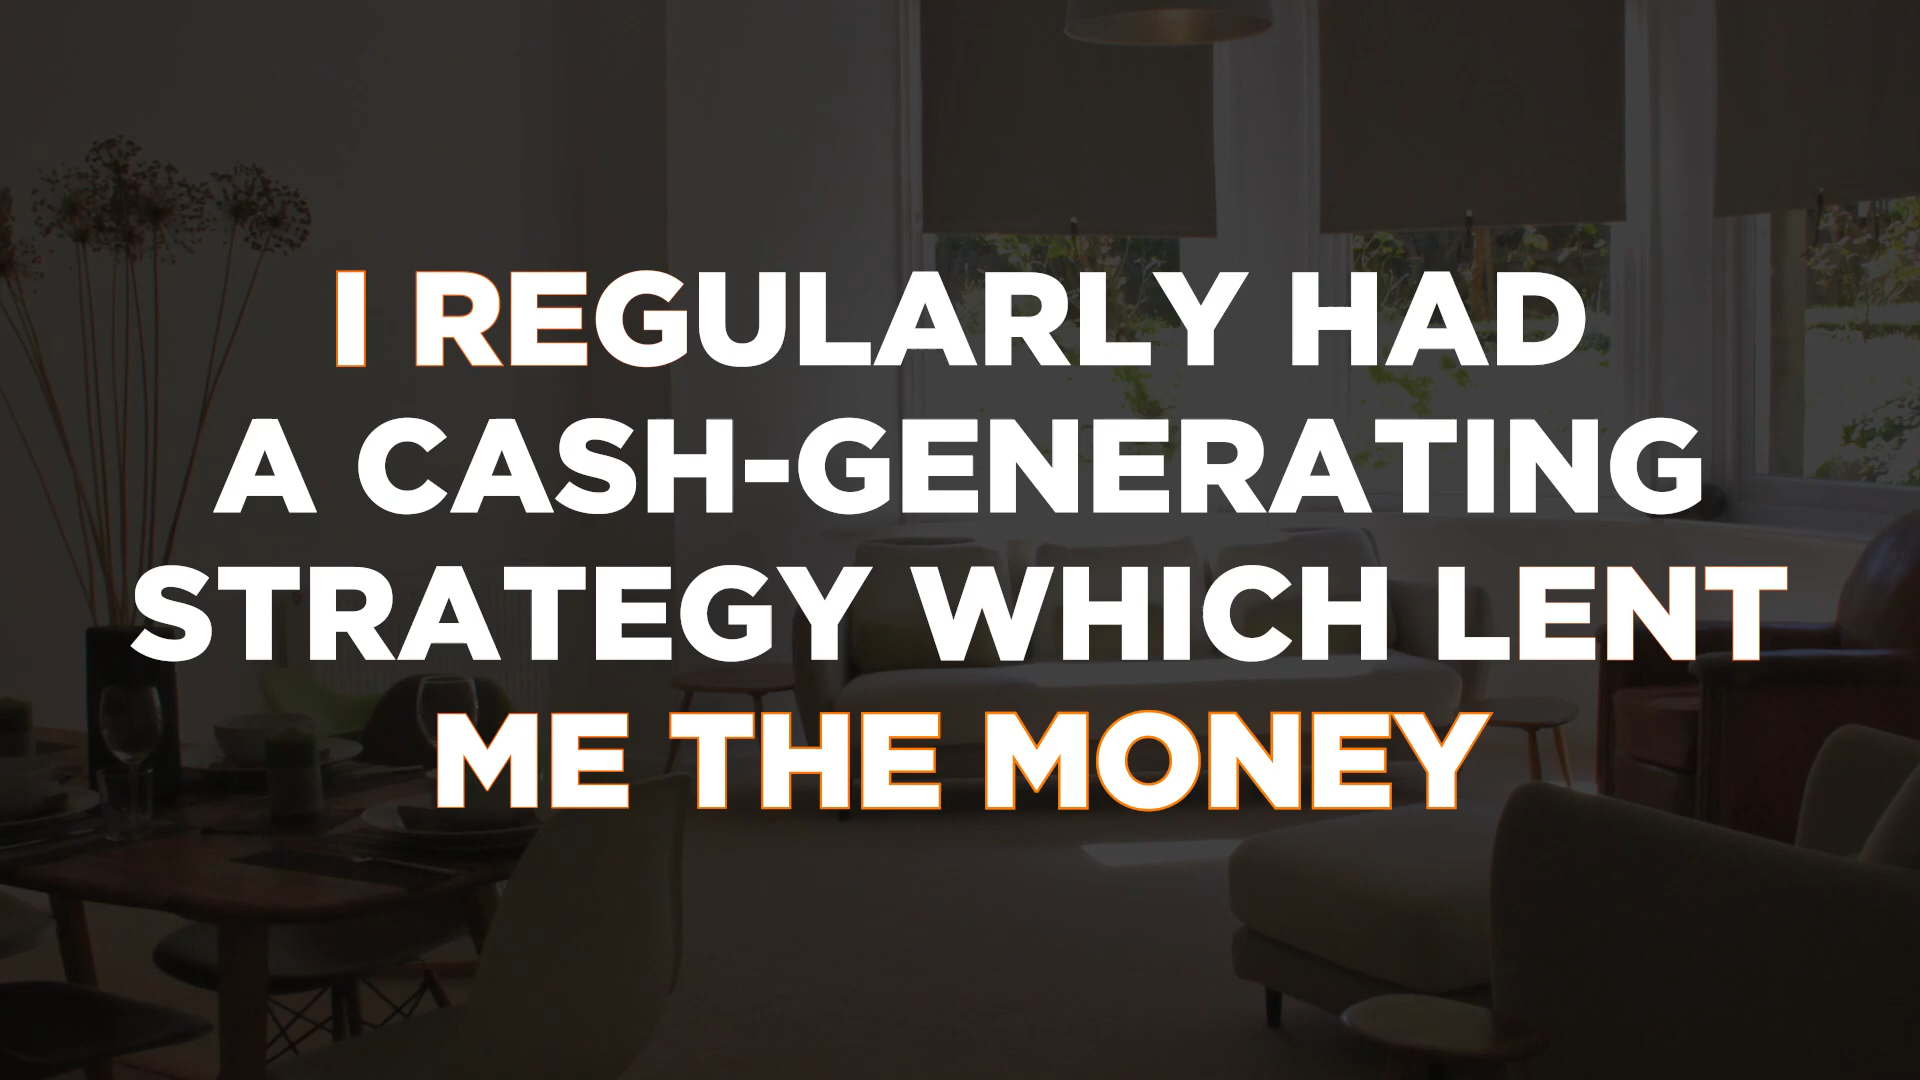 I REGULARLY HAD
A CASH-GENERATING
STRATEGY WHICH LENT
ME THE MONEY